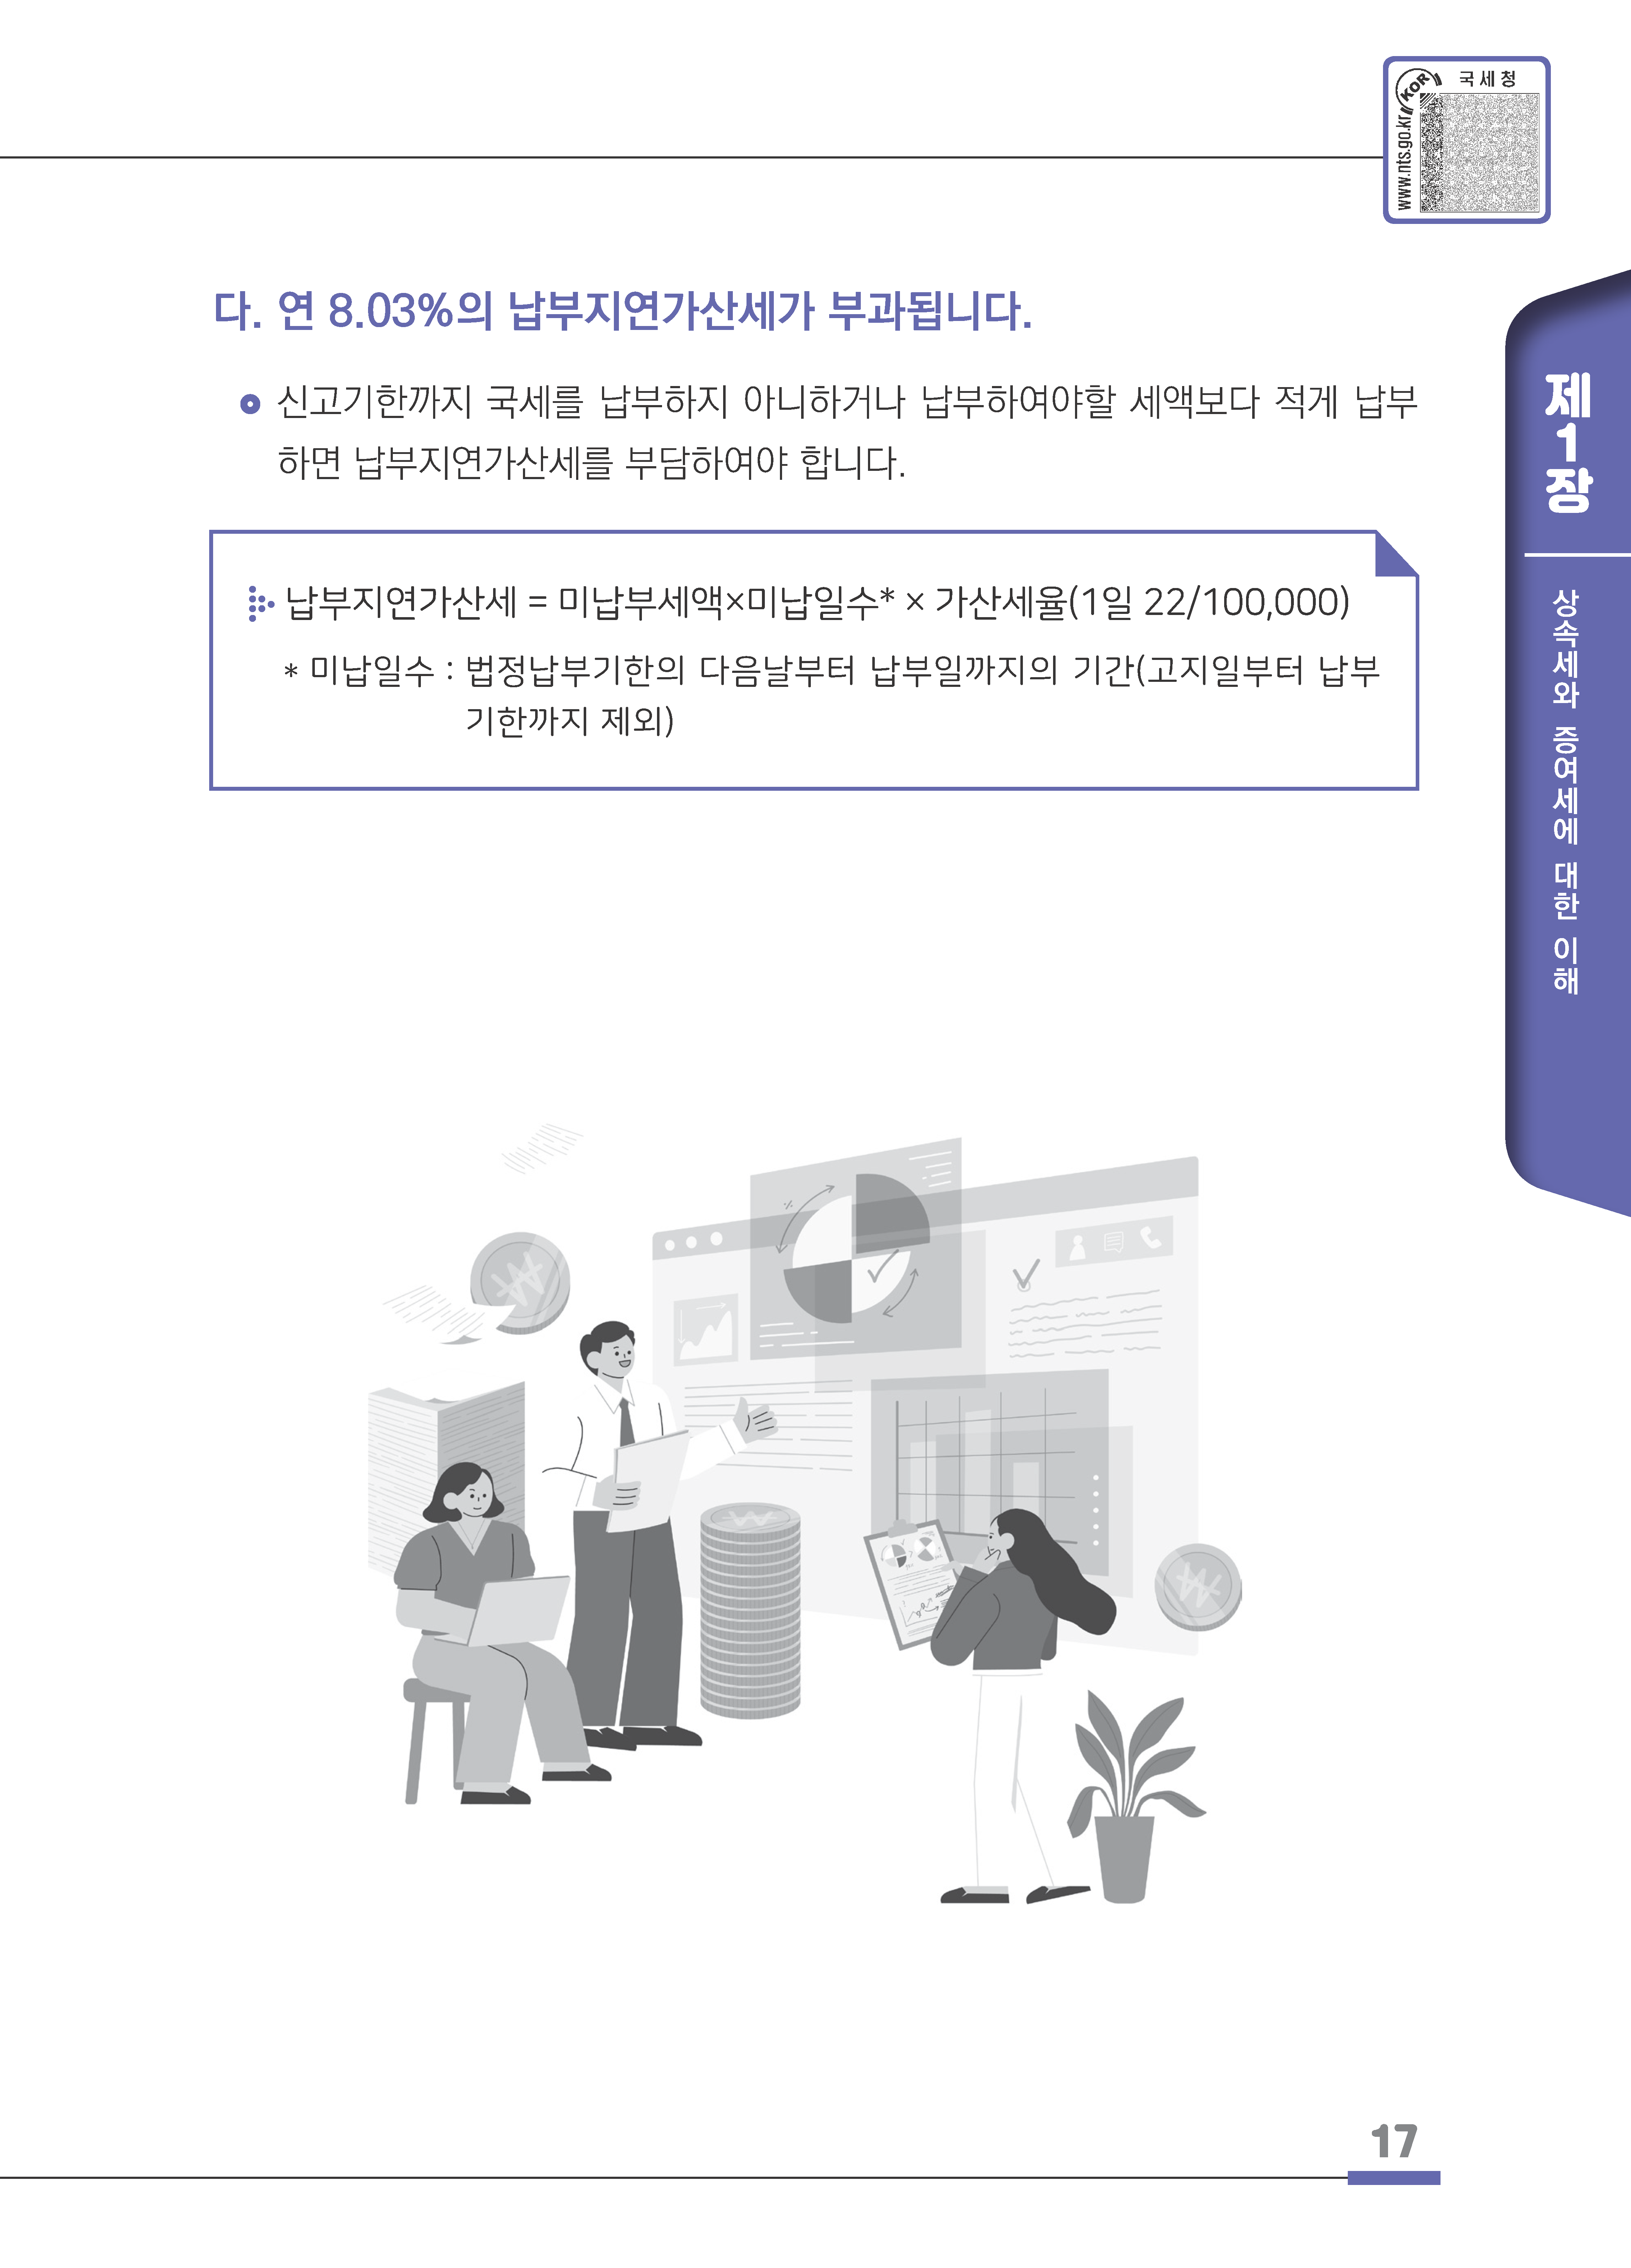 국세청
KOR
www.nts.go.kr
다. 연 8.03%의 납부지연가산세가 부과됩니다.
신고기한까지 국세를 납부하지 아니하거나 납부하여야할 세액보다 적게 납부
하면 납부지연가산세를 부담하여야 합니다.
납부지연가산세 = 미납부세액×미납일수* × 가산세율(1일 22/100,000)
* 미납일수 : 법정납부기한의 다음날부터 납부일까지의 기간(고지일부터 납부
기한까지 제외)
제1장
상속세와 증여세에 대한 이해
17